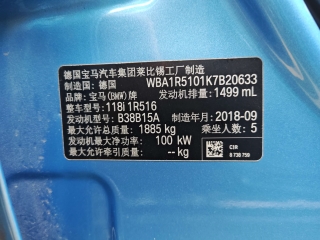 德国宝马汽车集团莱比锡工厂制造
制造国：德国 WBA1R5101K7B20633
品牌：宝马(BMW)牌 发动机排量：1499 mL
型号：118i 1R516
发动机型号：B38B15A 制造年月：2018-09
最大允许总质量：1885 kg 乘坐人数：5
发动机最大净功率：100 kW
最大允许牵引质量：-- kg CIR
8 738 759